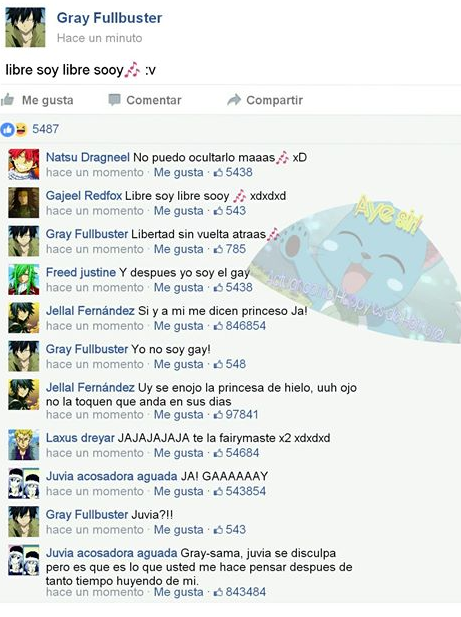 Gray Fullbuster
Hace un minuto
libre soy libre sooy🎶 :v
Me gusta Comentar Compartir
5487
Natsu Dragneel No puedo ocultarlo maaas🎶 xD
hace un momento · Me gusta · 5438
Gajeel Redfox Libre soy libre sooy 🎶 xdxdxd
hace un momento · Me gusta · 543
Gray Fullbuster Libertad sin vuelta atraas🎶
hace un momento · Me gusta · 785
Freed justine Y despues yo soy el gay
hace un momento · Me gusta · 5438
Jellal Fernández Si y a mi me dicen princeso Ja!
hace un momento · Me gusta · 846854
Gray Fullbuster Yo no soy gay!
hace un momento · Me gusta · 548
Jellal Fernández Uy se enojo la princesa de hielo, uuh ojo
no la toquen que anda en sus dias
hace un momento · Me gusta · 97841
Laxus dreyar JAJAJAJAJA te la fairymaste x2 xdxdxd
hace un momento · Me gusta · 54684
Juvia acosadora aguada JA! GAAAAAAY
hace un momento · Me gusta · 543854
Gray Fullbuster Juvia?!!
hace un momento · Me gusta · 543
Juvia acosadora aguada Gray-sama, juvia se disculpa
pero es que es lo que usted me hace pensar despues de
tanto tiempo huyendo de mi.
hace un momento · Me gusta · 843484
Aye sir!